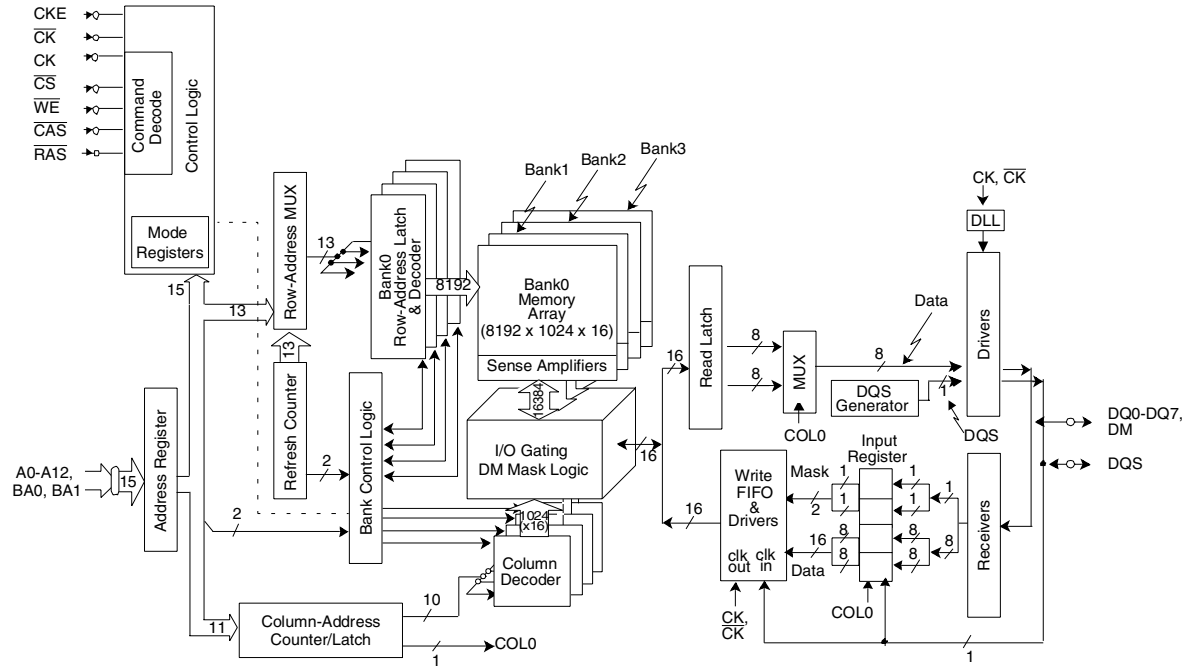 CKE
CK
CK
CS
WE
CAS
RAS
Command
Decode
Control Logic
Mode
Registers
15
13
Row-Address MUX
13
13
Refresh Counter
Bank0
Row-Address Latch
& Decoder
8192
Bank1
Bank2
Bank3
Bank0
Memory
Array
(8192 x 1024 x 16)
Sense Amplifiers
16384
I/O Gating
DM Mask Logic
16
1024
(x16)
Column
Decoder
Bank Control Logic
2
2
A0-A12,
BA0, BA1
15
Address Register
11
Column-Address
Counter/Latch
10
1
COL0
16
Read Latch
8
8
MUX
COL0
8
Data
DQS
Generator
1
DQS
CK, CK
DLL
Drivers
DQ0-DQ7,
DM
DQS
16
Write
FIFO
&
Drivers
clk
out
clk
in
CK,
CK
Mask
2
16
Data
Input
Register
1
1
8
8
1
1
8
8
1
8
COL0
Receivers
1